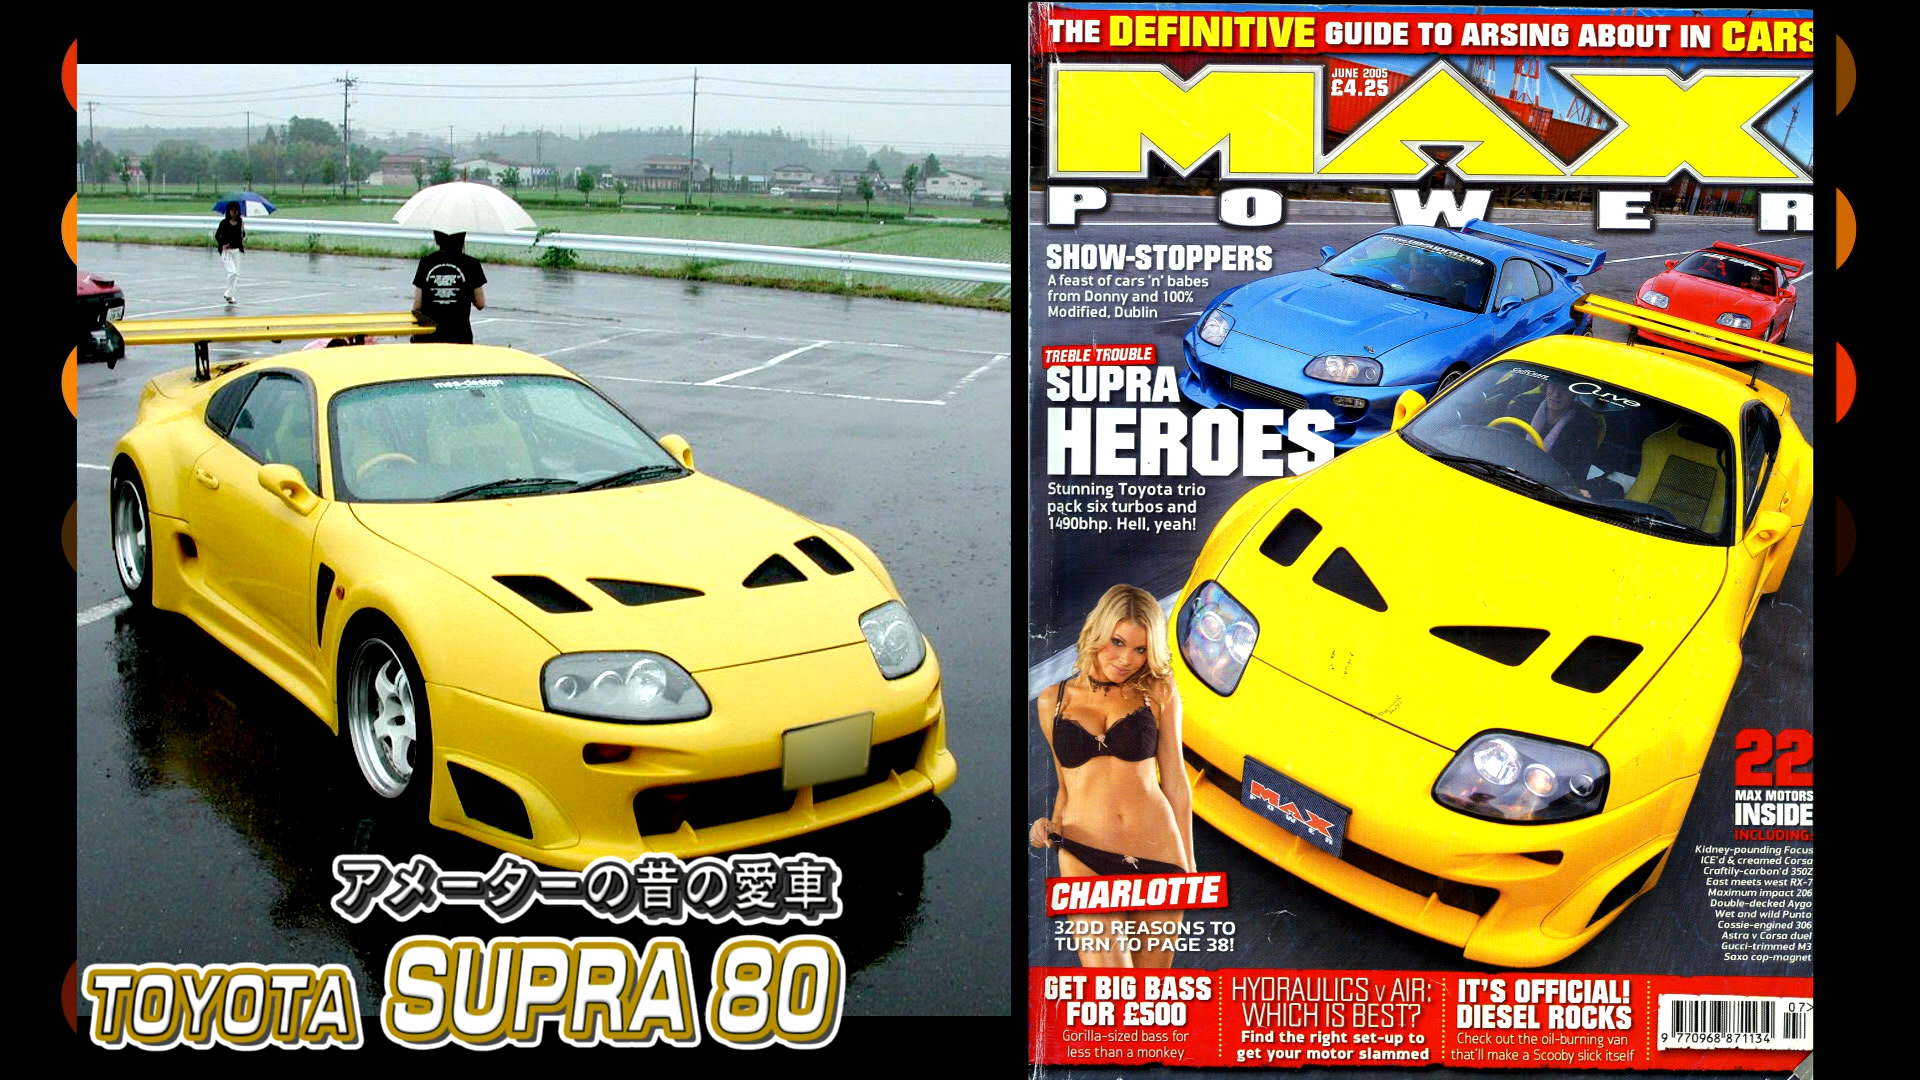 mss-design
アメーターの昔の愛車
TOYOTA SUPRA 80
THE DEFINITIVE GUIDE TO ARSING ABOUT IN CARS
JUNE 2005
£4.25
MAX
POWER
SHOW-STOPPERS
A feast of cars 'n' babes
from Donny and 100%
Modified, Dublin
TREBLE TROUBLE
SUPRA
HEROES
Stunning Toyota trio
pack six turbos and
1490bhp. Hell, yeah!
Curve
MAX
POWER
CHARLOTTE
32DD REASONS TO
TURN TO PAGE 38!
22
MAX MOTORS
INSIDE
INCLUDING:
Kidney-pounding Focus
ICE'd & creamed Corsa
Craftily-carbon'd 350Z
East meets west RX-7
Maximum impact 206
Double-decked Aygo
Wet and wild Punto
Cossie-engined 306
Astra v Corsa duel
Gucci-trimmed M3
Saxo cop-magnet
GET BIG BASS
FOR £500
Gorilla-sized bass for
less than a monkey
HYDRAULICS v AIR:
WHICH IS BEST?
Find the right set-up to
get your motor slammed
IT'S OFFICIAL!
DIESEL ROCKS
Check out the oil-burning van
that'll make a Scooby slick itself
07>
9 770968 871134